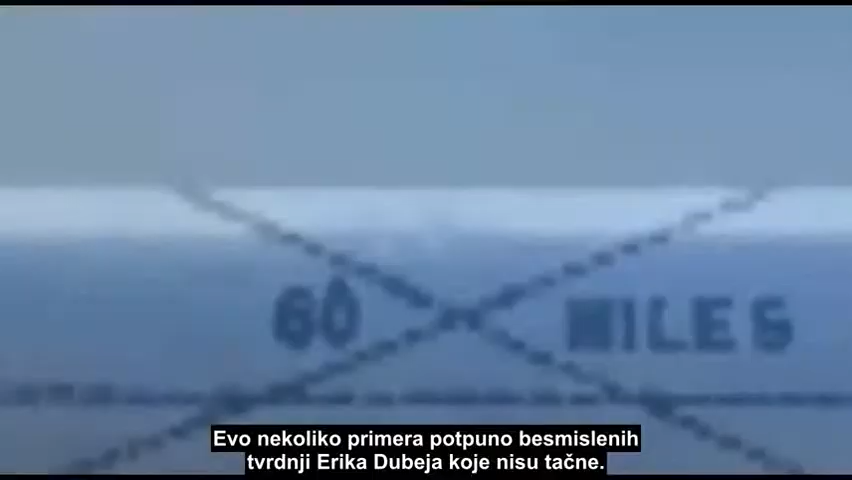 60 MILES
Evo nekoliko primera potpuno besmislenih
tvrdnji Erika Dubeja koje nisu tačne.